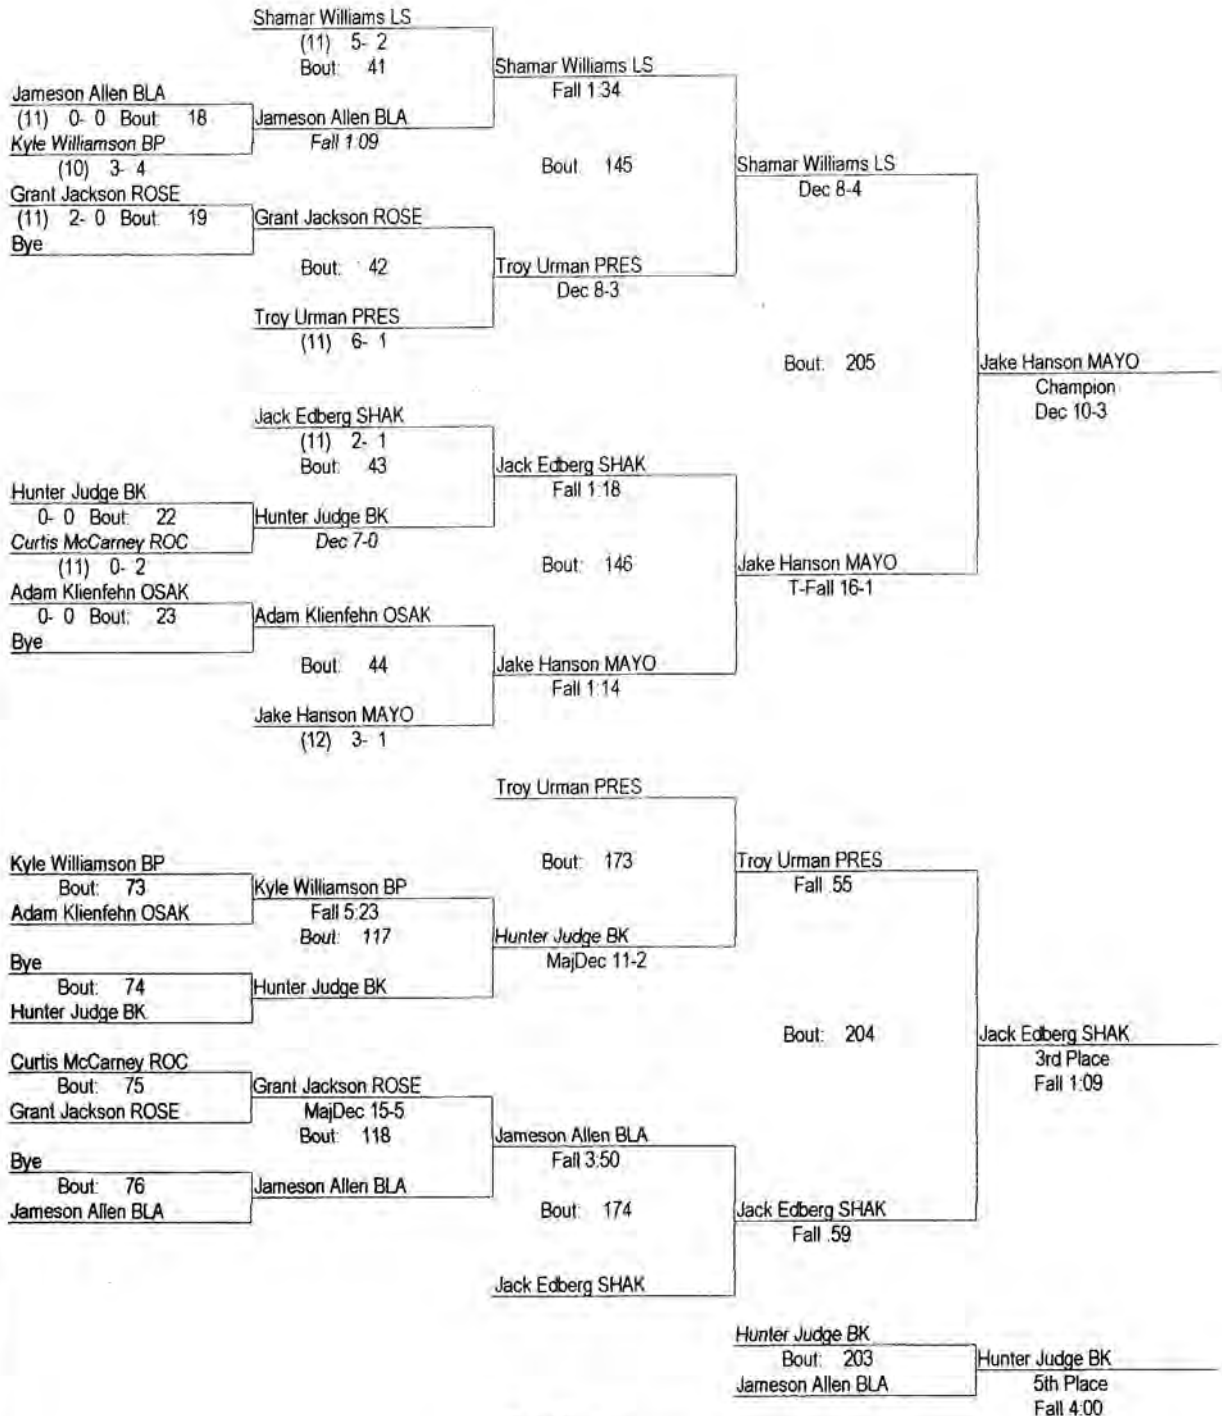 Shamar Williams LS
(11) 5- 2
Bout: 41
Shamar Williams LS
Fall 1:34
Jameson Allen BLA
(11) 0- 0 Bout: 18
Jameson Allen BLA
Kyle Williamson BP
Fall 1:09
(10) 3- 4
Bout 145
Shamar Williams LS
Dec 8-4
Grant Jackson ROSE
(11) 2- 0 Bout: 19
Grant Jackson ROSE
Bye
Bout: 42
Troy Urman PRES
Dec 8-3
Troy Urman PRES
(11) 6- 1
Bout: 205
Jake Hanson MAYO
Champion
Dec 10-3
Jack Edberg SHAK
(11) 2- 1
Bout: 43
Jack Edberg SHAK
Fall 1:18
Hunter Judge BK
0- 0 Bout: 22
Hunter Judge BK
Curtis McCarney ROC
Dec 7-0
(11) 0- 2
Bout: 146
Jake Hanson MAYO
T-Fall 16-1
Adam Klienfehn OSAK
0- 0 Bout: 23
Adam Klienfehn OSAK
Bye
Bout: 44
Jake Hanson MAYO
Fall 1:14
Jake Hanson MAYO
(12) 3- 1
Troy Urman PRES
Bout: 173
Troy Urman PRES
Fall .55
Kyle Williamson BP
Bout: 73
Kyle Williamson BP
Adam Klienfehn OSAK
Fall 5:23
Bout: 117
Hunter Judge BK
MajDec 11-2
Bye
Bout: 74
Hunter Judge BK
Hunter Judge BK
Bout: 204
Jack Edberg SHAK
3rd Place
Fall 1:09
Curtis McCarney ROC
Bout: 75
Grant Jackson ROSE
Grant Jackson ROSE
MajDec 15-5
Bout: 118
Jameson Allen BLA
Fall 3:50
Bye
Bout: 76
Jameson Allen BLA
Jameson Allen BLA
Bout: 174
Jack Edberg SHAK
Fall .59
Jack Edberg SHAK
Hunter Judge BK
Bout: 203
Hunter Judge BK
Jameson Allen BLA
5th Place
Fall 4:00